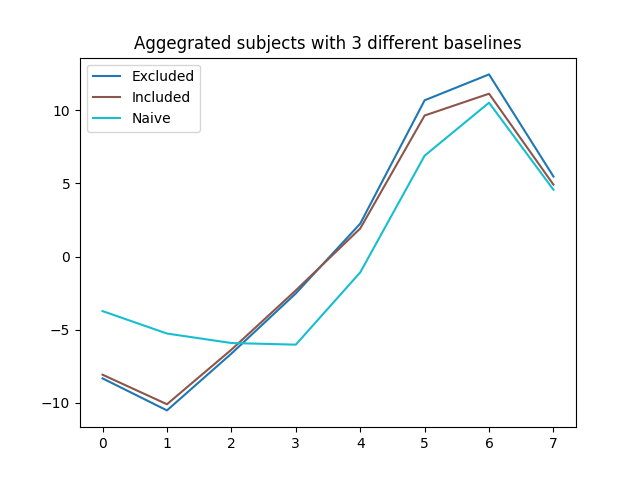 Aggegrated subjects with 3 different baselines
Excluded
Included
Naive
10
5
0
−5
−10
0 1 2 3 4 5 6 7